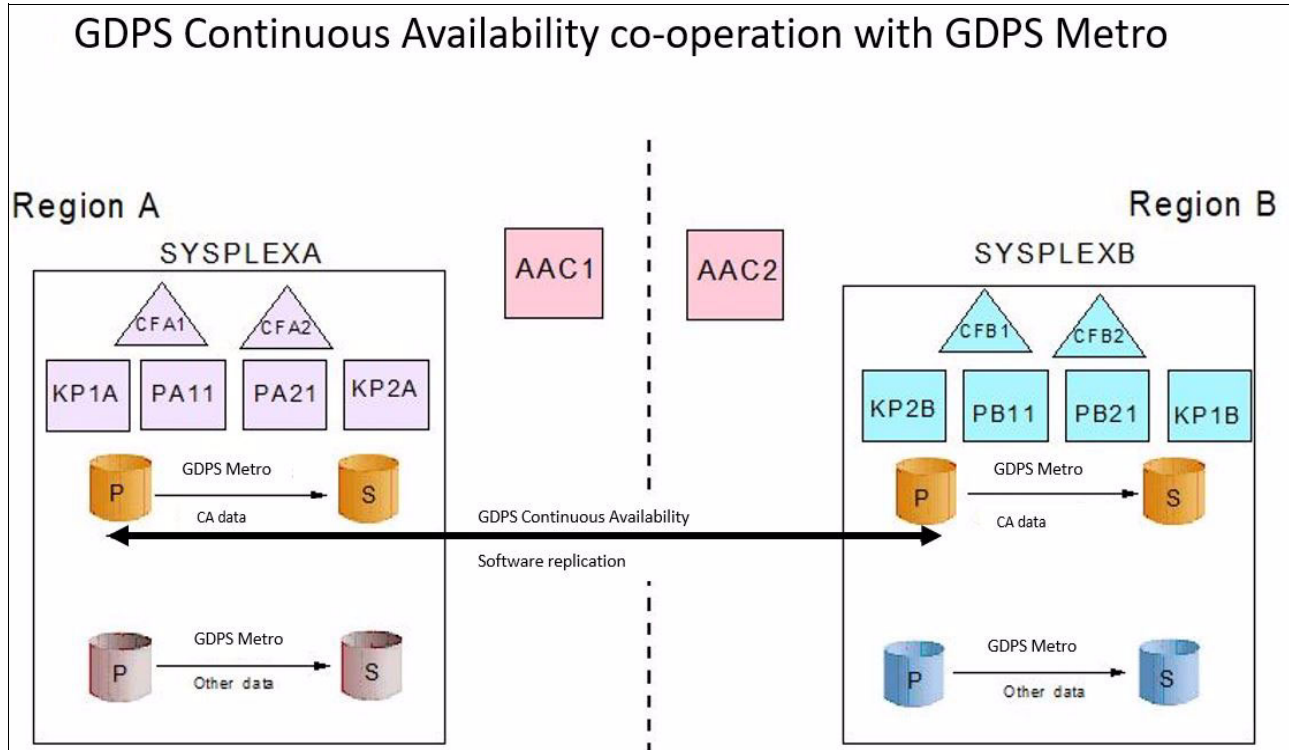 GDPS Continuous Availability co-operation with GDPS Metro
Region A
Region B
SYSPLEXA
AAC1
AAC2
SYSPLEXB
CFA1
CFA2
CFB1
CFB2
KP1A
PA11
PA21
KP2A
KP2B
PB11
PB21
KP1B
P
GDPS Metro
S
CA data
GDPS Continuous Availability
Software replication
P
GDPS Metro
S
CA data
P
GDPS Metro
S
Other data
P
GDPS Metro
S
Other data